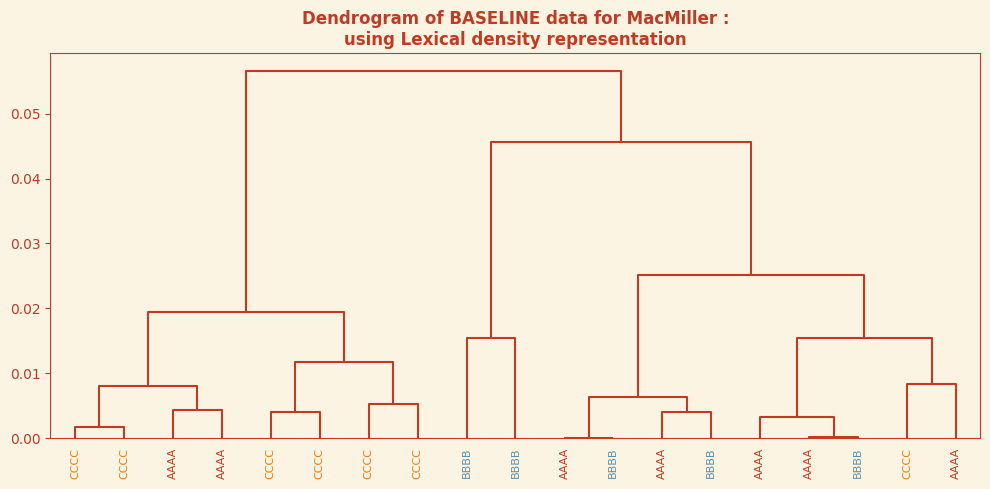 Dendrogram of BASELINE data for MacMiller :
using Lexical density representation
0.05
0.04
0.03
0.02
0.01
0.00
CCCC CCCC AAAA AAAA CCCC CCCC CCCC CCCC BBBB BBBB AAAA BBBB AAAA BBBB AAAA AAAA BBBB CCCC AAAA